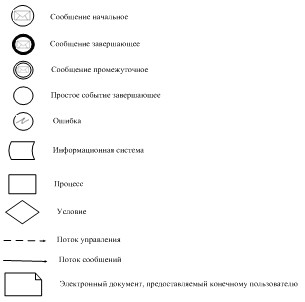 Сообщение начальное
Сообщение завершающее
Сообщение промежуточное
Простое событие завершающее
Ошибка
Информационная система
Процесс
Условие
Поток управления
Поток сообщений
Электронный документ, предоставляемый конечному пользователю